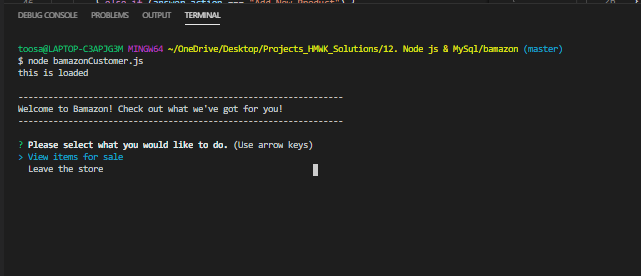 } else if (answer.action === "Add New Product") {
DEBUG CONSOLE PROBLEMS OUTPUT TERMINAL
toosa@LAPTOP-C3APJG3M MINGW64 ~/OneDrive/Desktop/Projects_HMWK_Solutions/12. Node js & MySql/bamazon (master)
$ node bamazonCustomer.js
this is loaded
----------------------------------------------------------------
Welcome to Bamazon! Check out what we've got for you!
----------------------------------------------------------------
? Please select what you would like to do. (Use arrow keys)
> View items for sale
Leave the store